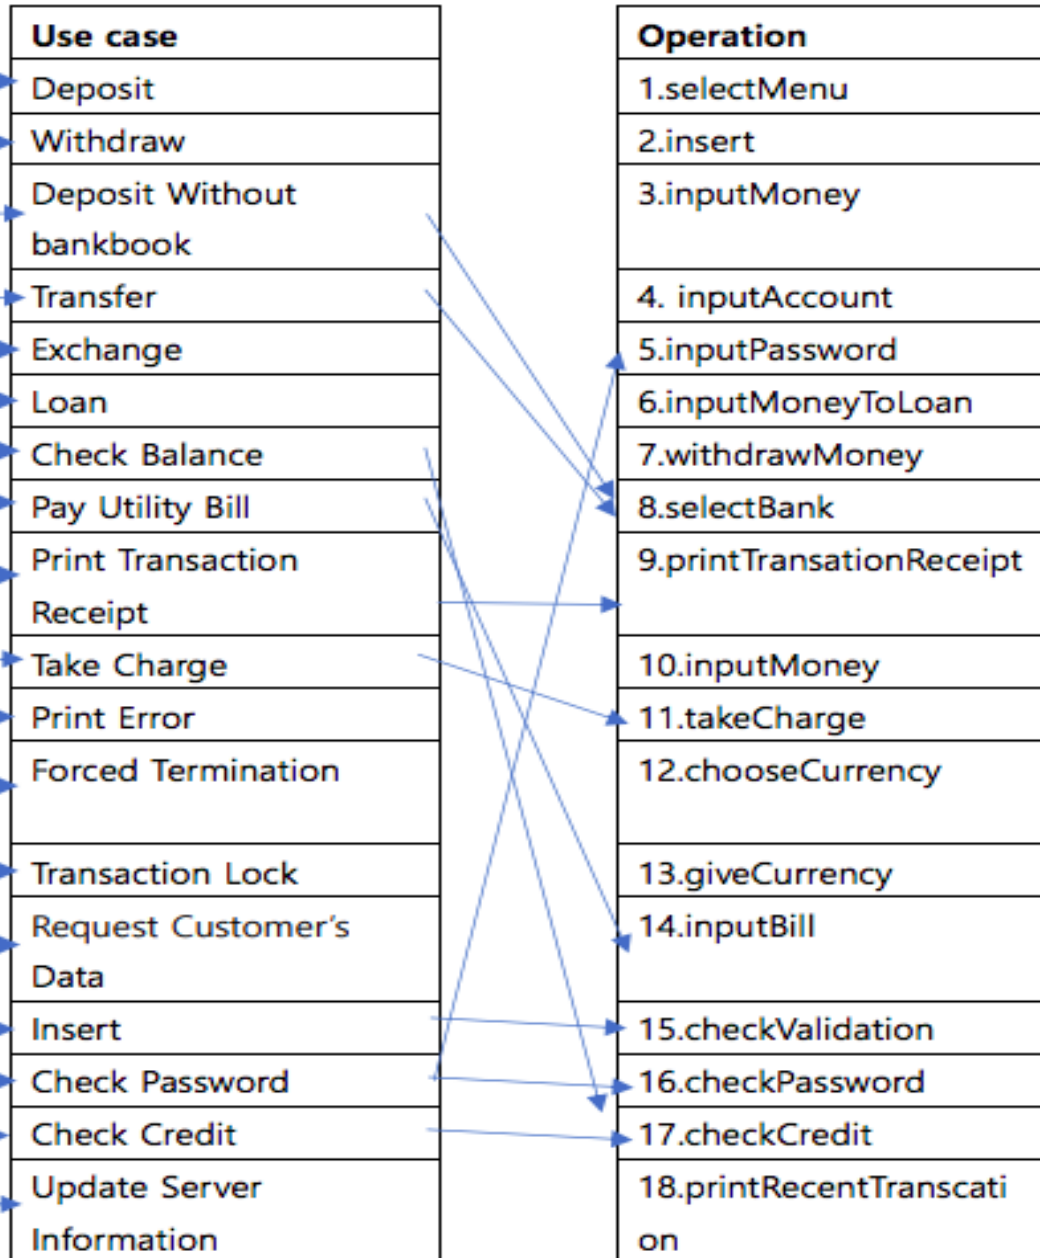 Use case
Deposit
Withdraw
Deposit Without
bankbook
Transfer
Exchange
Loan
Check Balance
Pay Utility Bill
Print Transaction
Receipt
Take Charge
Print Error
Forced Termination
Transaction Lock
Request Customer's
Data
Insert
Check Password
Check Credit
Update Server
Information
Operation
1.selectMenu
2.insert
3.inputMoney
4. inputAccount
5.inputPassword
6.inputMoneyToLoan
7.withdrawMoney
8.selectBank
9.printTransationReceipt
10.inputMoney
11.takeCharge
12.chooseCurrency
13.giveCurrency
14.inputBill
15.checkValidation
16.checkPassword
17.checkCredit
18.printRecentTranscati
on